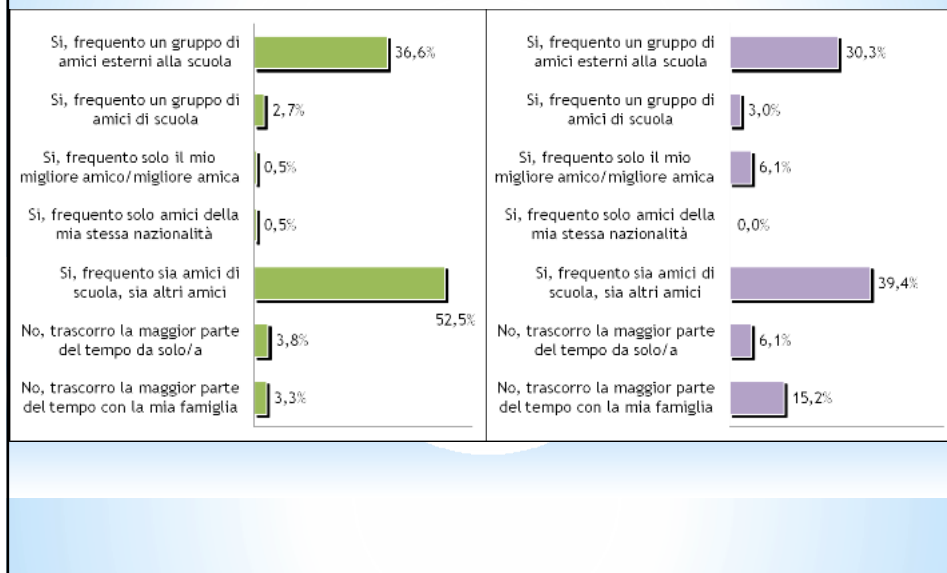 Sì, frequento un gruppo di
amici esterni alla scuola
36,6%
Sì, frequento un gruppo di
amici di scuola
2,7%
Sì, frequento solo il mio
migliore amico/migliore amica
0,5%
Sì, frequento solo amici della
mia stessa nazionalità
0,5%
Sì, frequento sia amici di
scuola, sia altri amici
52,5%
No, trascorro la maggior parte
del tempo da solo/a
3,8%
No, trascorro la maggior parte
del tempo con la mia famiglia
3,3%
Sì, frequento un gruppo di
amici esterni alla scuola
30,3%
Sì, frequento un gruppo di
amici di scuola
3,0%
Sì, frequento solo il mio
migliore amico/migliore amica
6,1%
Sì, frequento solo amici della
mia stessa nazionalità
0,0%
Sì, frequento sia amici di
scuola, sia altri amici
39,4%
No, trascorro la maggior parte
del tempo da solo/a
6,1%
No, trascorro la maggior parte
del tempo con la mia famiglia
15,2%